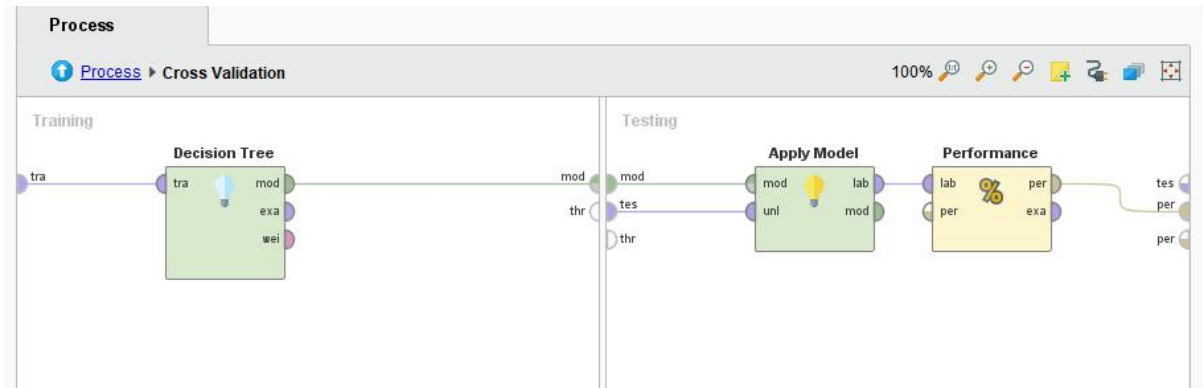 Process
Process ▸ Cross Validation
100%
Training
Decision Tree
tra
tra
mod
exa
wei
mod
thr
Testing
mod
tes
thr
Apply Model
mod
unl
lab
mod
Performance
lab
per
%
per
exa
tes
per
per